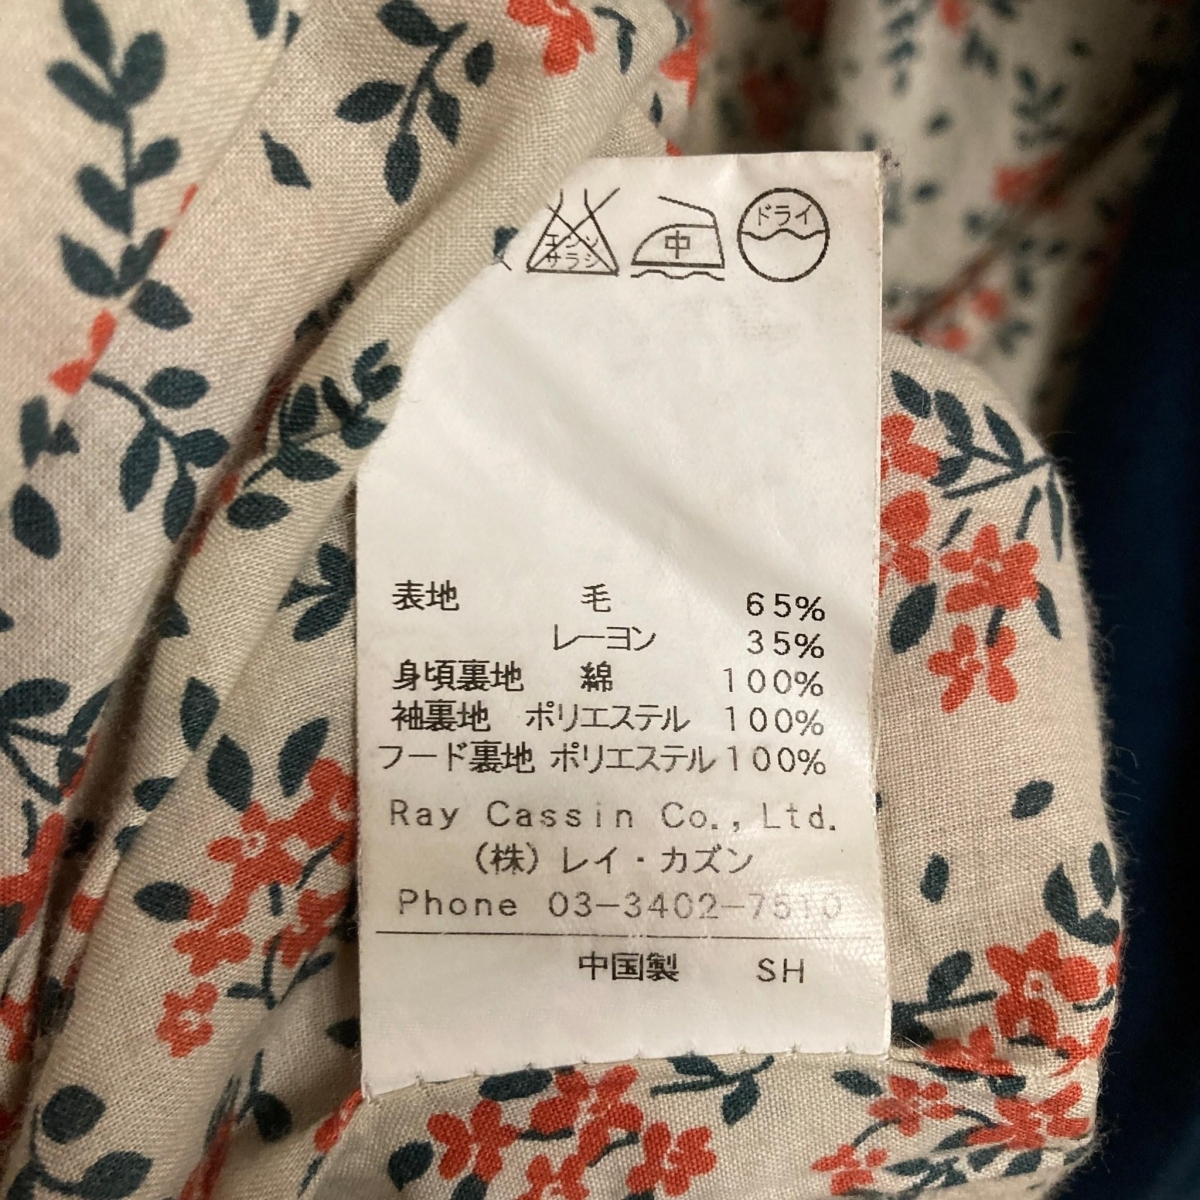 エンソ
サラシ
中
ドライ
表地 毛 65%
レーヨン 35%
身頃裏地 綿 100%
袖裏地 ポリエステル 100%
フード裏地 ポリエステル 100%
Ray Cassin Co., Ltd.
(株) レイ・カズン
Phone 03-3402-7510
中国製 SH